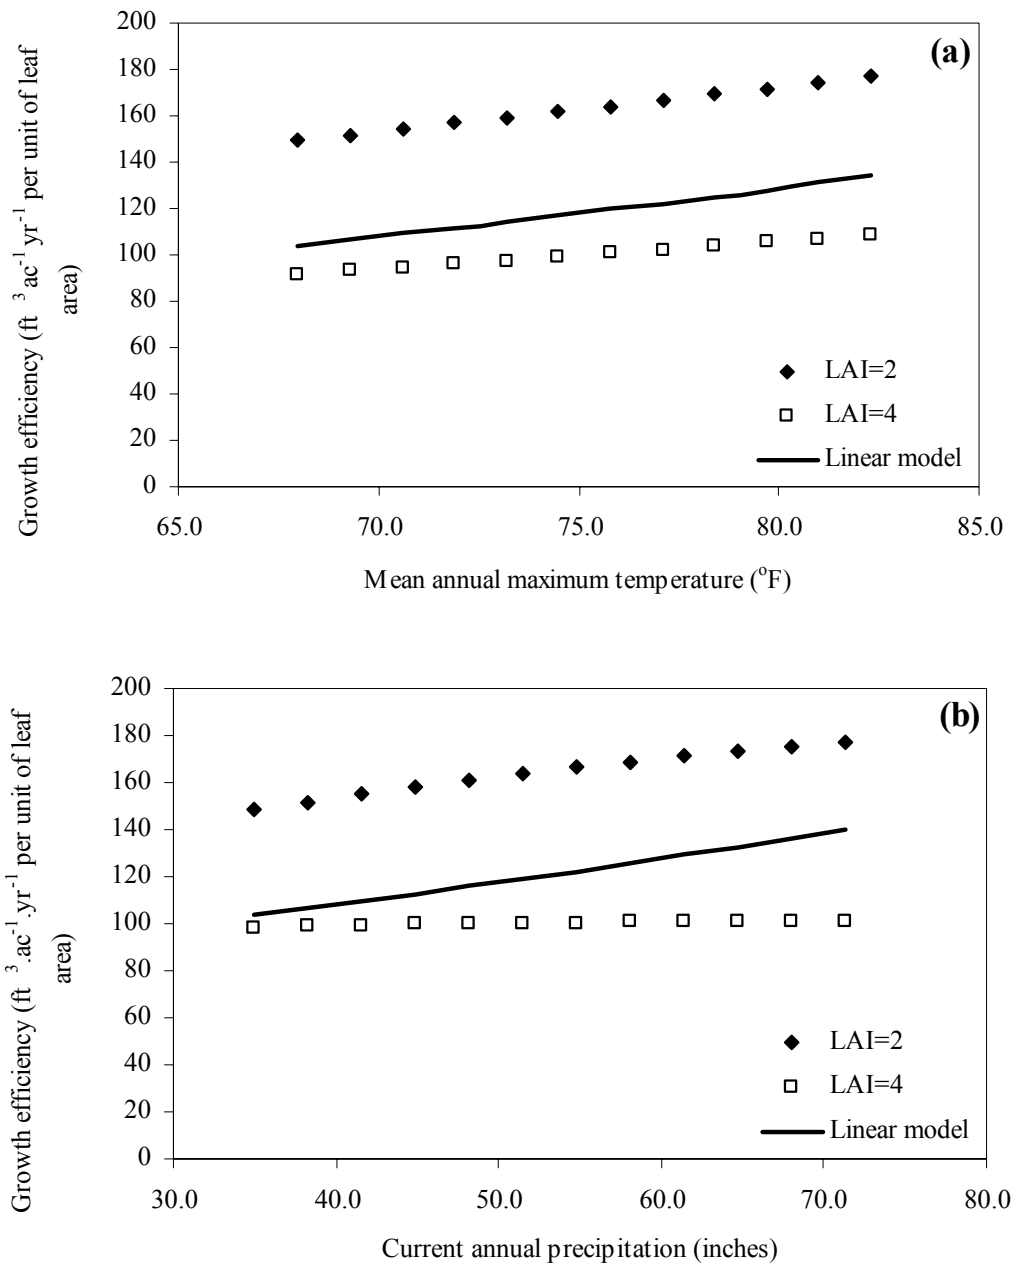 (a)
Growth efficiency (ft 3 ac-1 yr-1 per unit of leaf
area)
200
180
160
140
120
100
80
60
40
20
0
LAI=2
LAI=4
Linear model
65.0 70.0 75.0 80.0 85.0
Mean annual maximum temperature (oF)
(b)
Growth efficiency (ft 3.ac-1.yr-1 per unit of leaf
area)
200
180
160
140
120
100
80
60
40
20
0
LAI=2
LAI=4
Linear model
30.0 40.0 50.0 60.0 70.0 80.0
Current annual precipitation (inches)